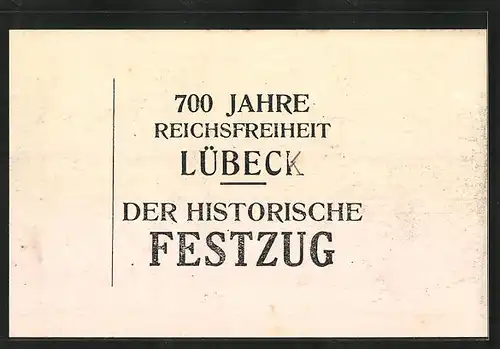 700 JAHRE
REICHSFREIHEIT
LÜBECK
DER HISTORISCHE
FESTZUG